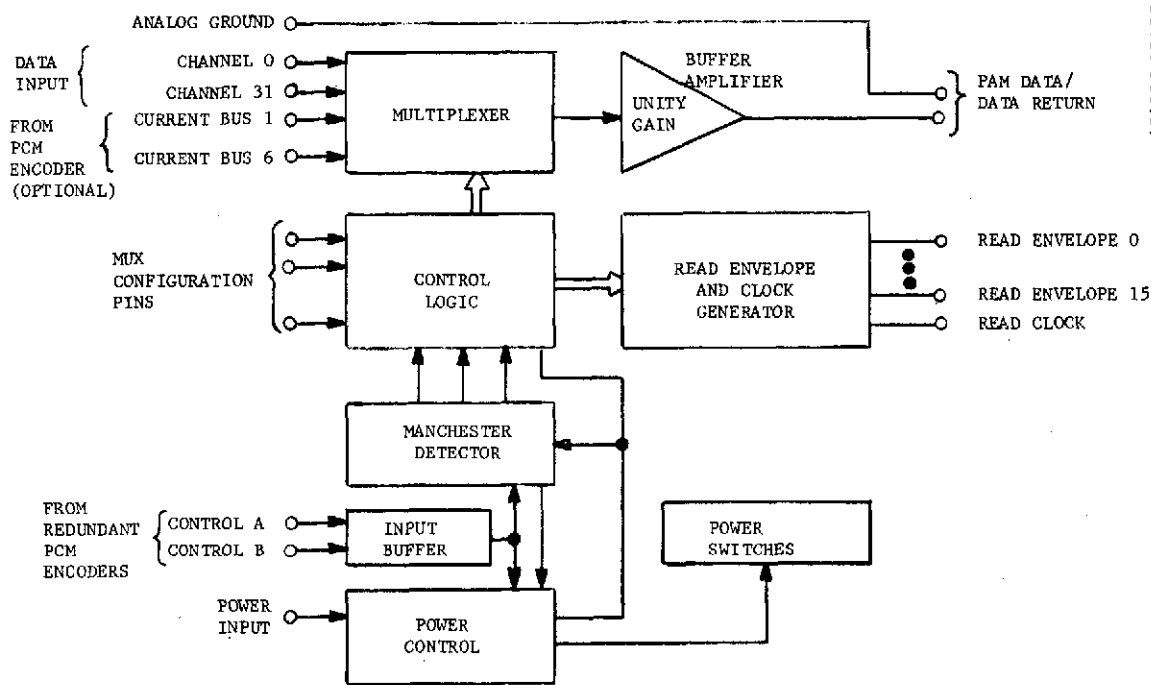 ANALOG GROUND
DATA
INPUT
CHANNEL 0
CHANNEL 31
FROM
PCM
ENCODER
(OPTIONAL)
CURRENT BUS 1
CURRENT BUS 6
MULTIPLEXER
BUFFER
AMPLIFIER
UNITY
GAIN
PAM DATA/
DATA RETURN
MUX
CONFIGURATION
PINS
CONTROL
LOGIC
READ ENVELOPE
AND CLOCK
GENERATOR
READ ENVELOPE 0
READ ENVELOPE 15
READ CLOCK
MANCHESTER
DETECTOR
FROM
REDUNDANT
PCM
ENCODERS
CONTROL A
CONTROL B
INPUT
BUFFER
POWER
SWITCHES
POWER
INPUT
POWER
CONTROL